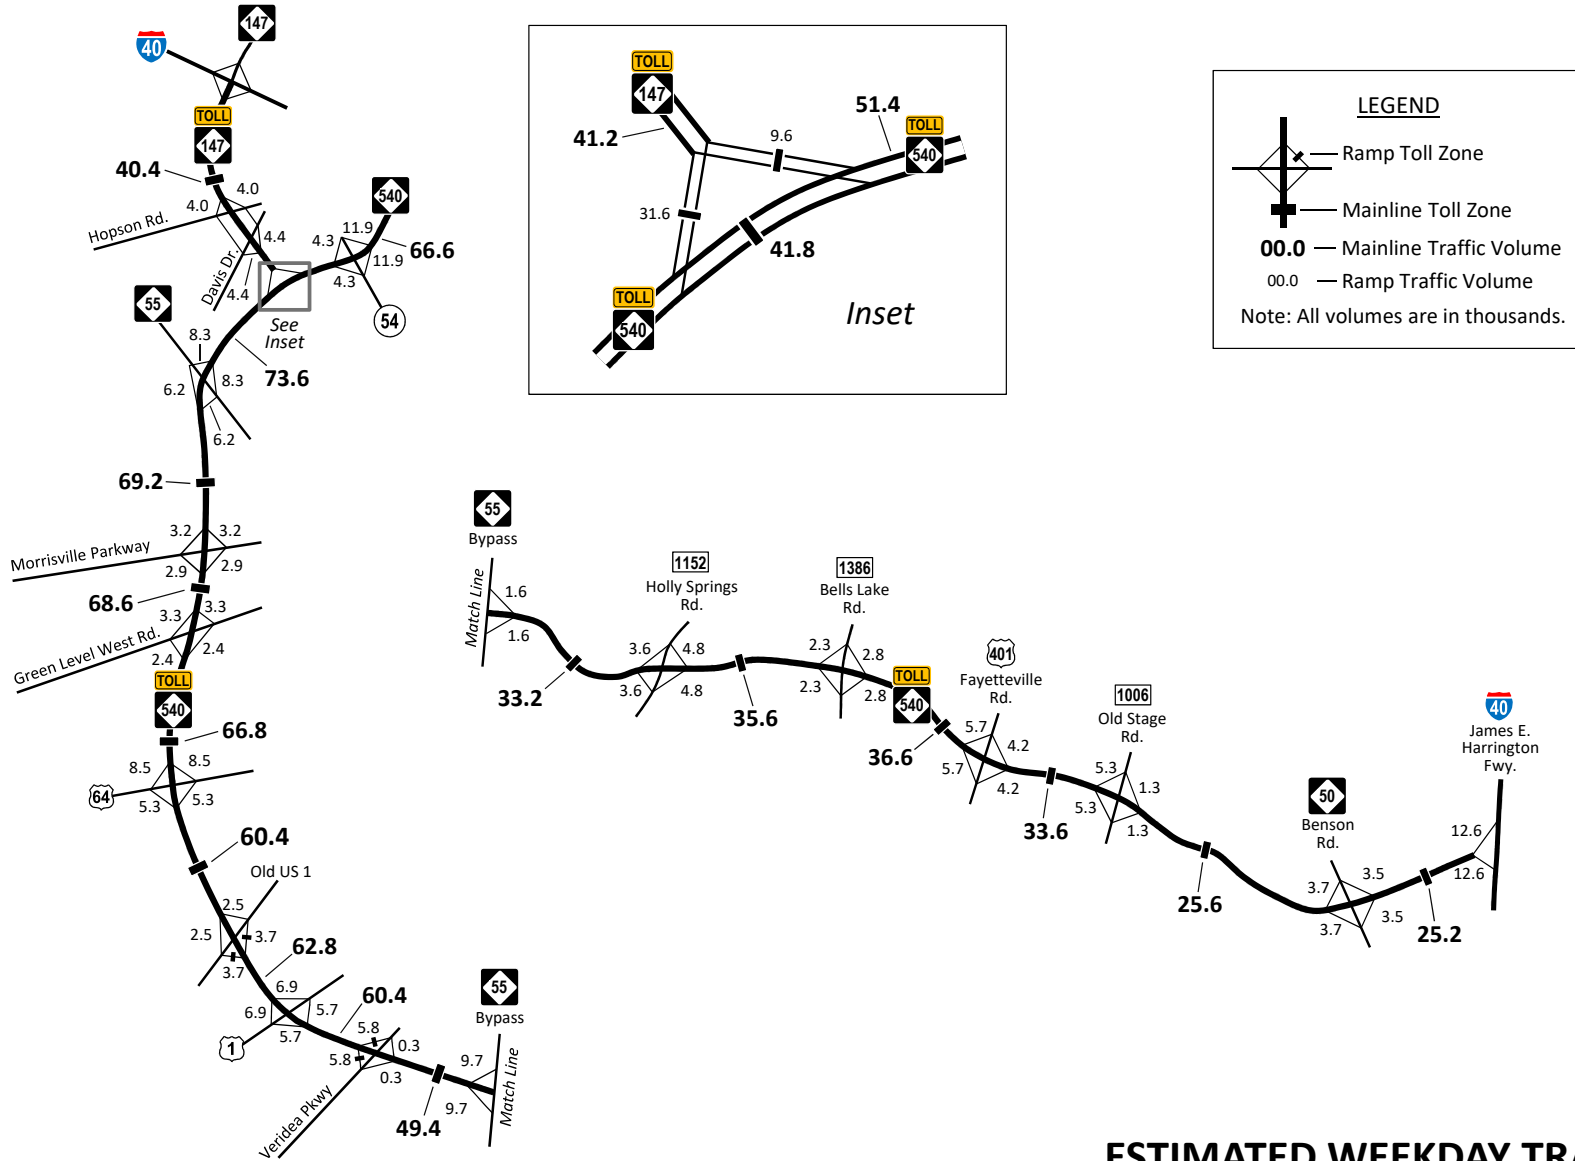 147
40
TOLL
147
40.4
4.0
4.0
Hopson Rd.
4.4
Davis Dr.
4.4
540
11.9
4.3
66.6
11.9
4.3
54
See
Inset
55
8.3
73.6
8.3
6.2
6.2
69.2
3.2
3.2
Morrisville Parkway
2.9
2.9
68.6
3.3
3.3
Green Level West Rd.
2.4
2.4
TOLL
540
66.8
8.5
8.5
64
5.3
5.3
60.4
Old US 1
2.5
2.5
3.7
3.7
62.8
6.9
6.9
5.7
5.7
1
60.4
5.8
5.8
0.3
0.3
Veridea Pkwy
49.4
55
Bypass
9.7
9.7
Match Line
TOLL
147
41.2
9.6
51.4
TOLL
540
31.6
41.8
TOLL
540
Inset
LEGEND
Ramp Toll Zone
Mainline Toll Zone
00.0 — Mainline Traffic Volume
00.0 — Ramp Traffic Volume
Note: All volumes are in thousands.
55
Bypass
Match Line
1.6
1.6
33.2
1152
Holly Springs
Rd.
3.6
4.8
3.6
4.8
35.6
1386
Bells Lake
Rd.
2.3
2.8
2.3
2.8
TOLL
540
36.6
401
Fayetteville
Rd.
5.7
4.2
5.7
4.2
33.6
1006
Old Stage
Rd.
5.3
1.3
5.3
1.3
25.6
50
Benson
Rd.
3.7
3.5
3.7
3.5
25.2
40
James E.
Harrington
Fwy.
12.6
12.6
ESTIMATED WEEKDAY TRA